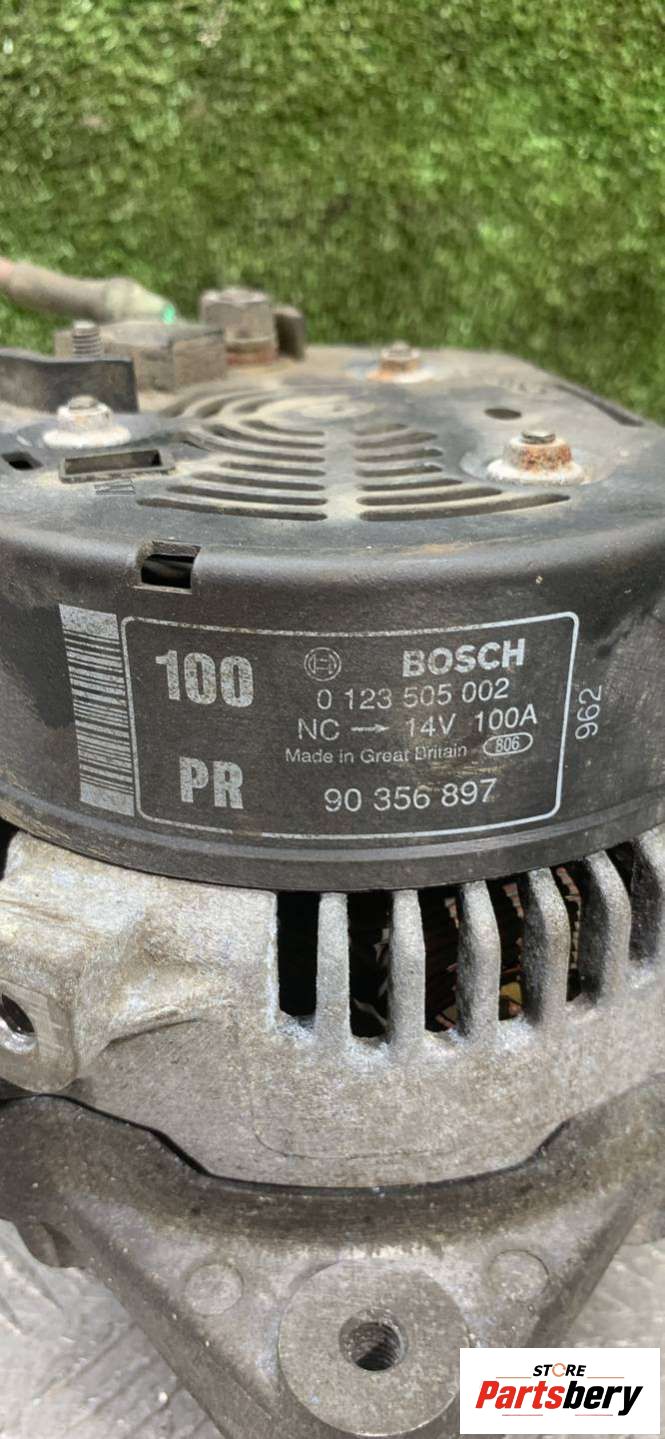 100
BOSCH
0 123 505 002
NC → 14V 100A
Made in Great Britain 806
PR
90 356 897
962
STORE
Partsbery